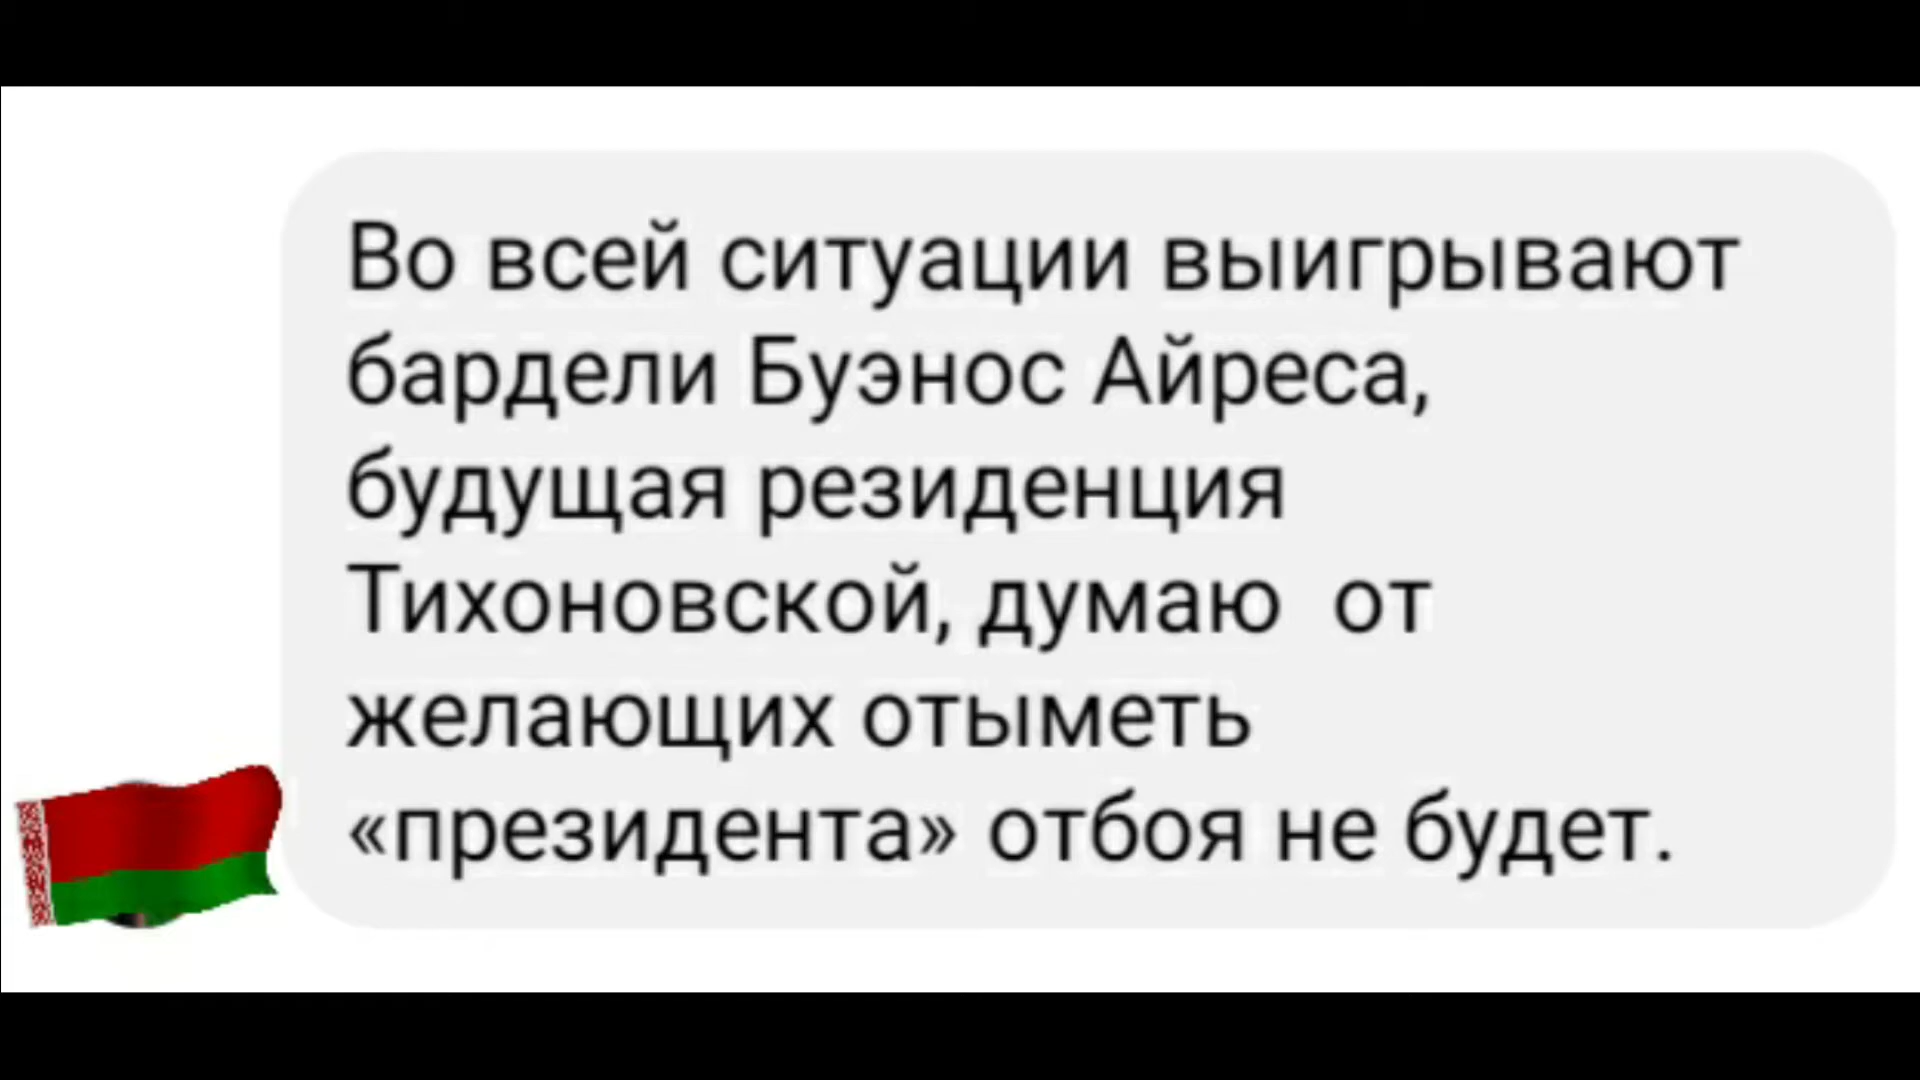 Во всей ситуации выигрывают
бардели Буэнос Айреса,
будущая резиденция
Тихоновской, думаю  от
желающих отыметь
«президента» отбоя не будет.